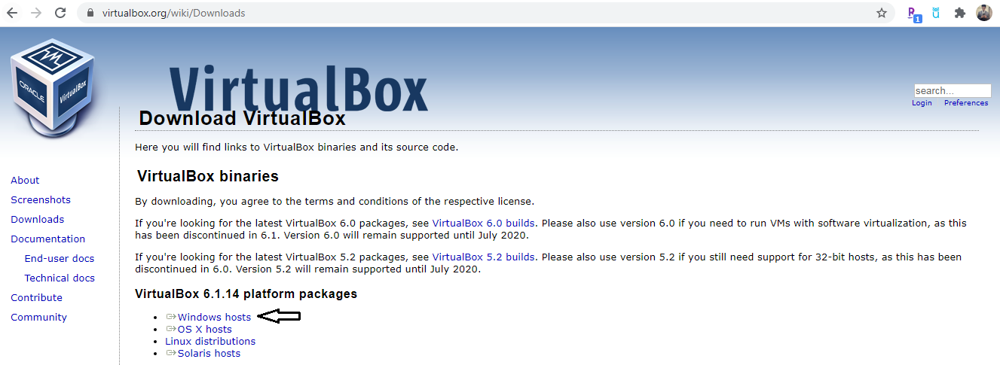 virtualbox.org/wiki/Downloads
R
1
ORACLE
VirtualBox
VirtualBox
search...
Login Preferences
Download VirtualBox
Here you will find links to VirtualBox binaries and its source code.
About
Screenshots
Downloads
Documentation
End-user docs
Technical docs
Contribute
Community
VirtualBox binaries
By downloading, you agree to the terms and conditions of the respective license.
If you're looking for the latest VirtualBox 6.0 packages, see VirtualBox 6.0 builds. Please also use version 6.0 if you need to run VMs with software virtualization, as this
has been discontinued in 6.1. Version 6.0 will remain supported until July 2020.
If you're looking for the latest VirtualBox 5.2 packages, see VirtualBox 5.2 builds. Please also use version 5.2 if you still need support for 32-bit hosts, as this has been
discontinued in 6.0. Version 5.2 will remain supported until July 2020.
VirtualBox 6.1.14 platform packages
Windows hosts
OS X hosts
Linux distributions
Solaris hosts